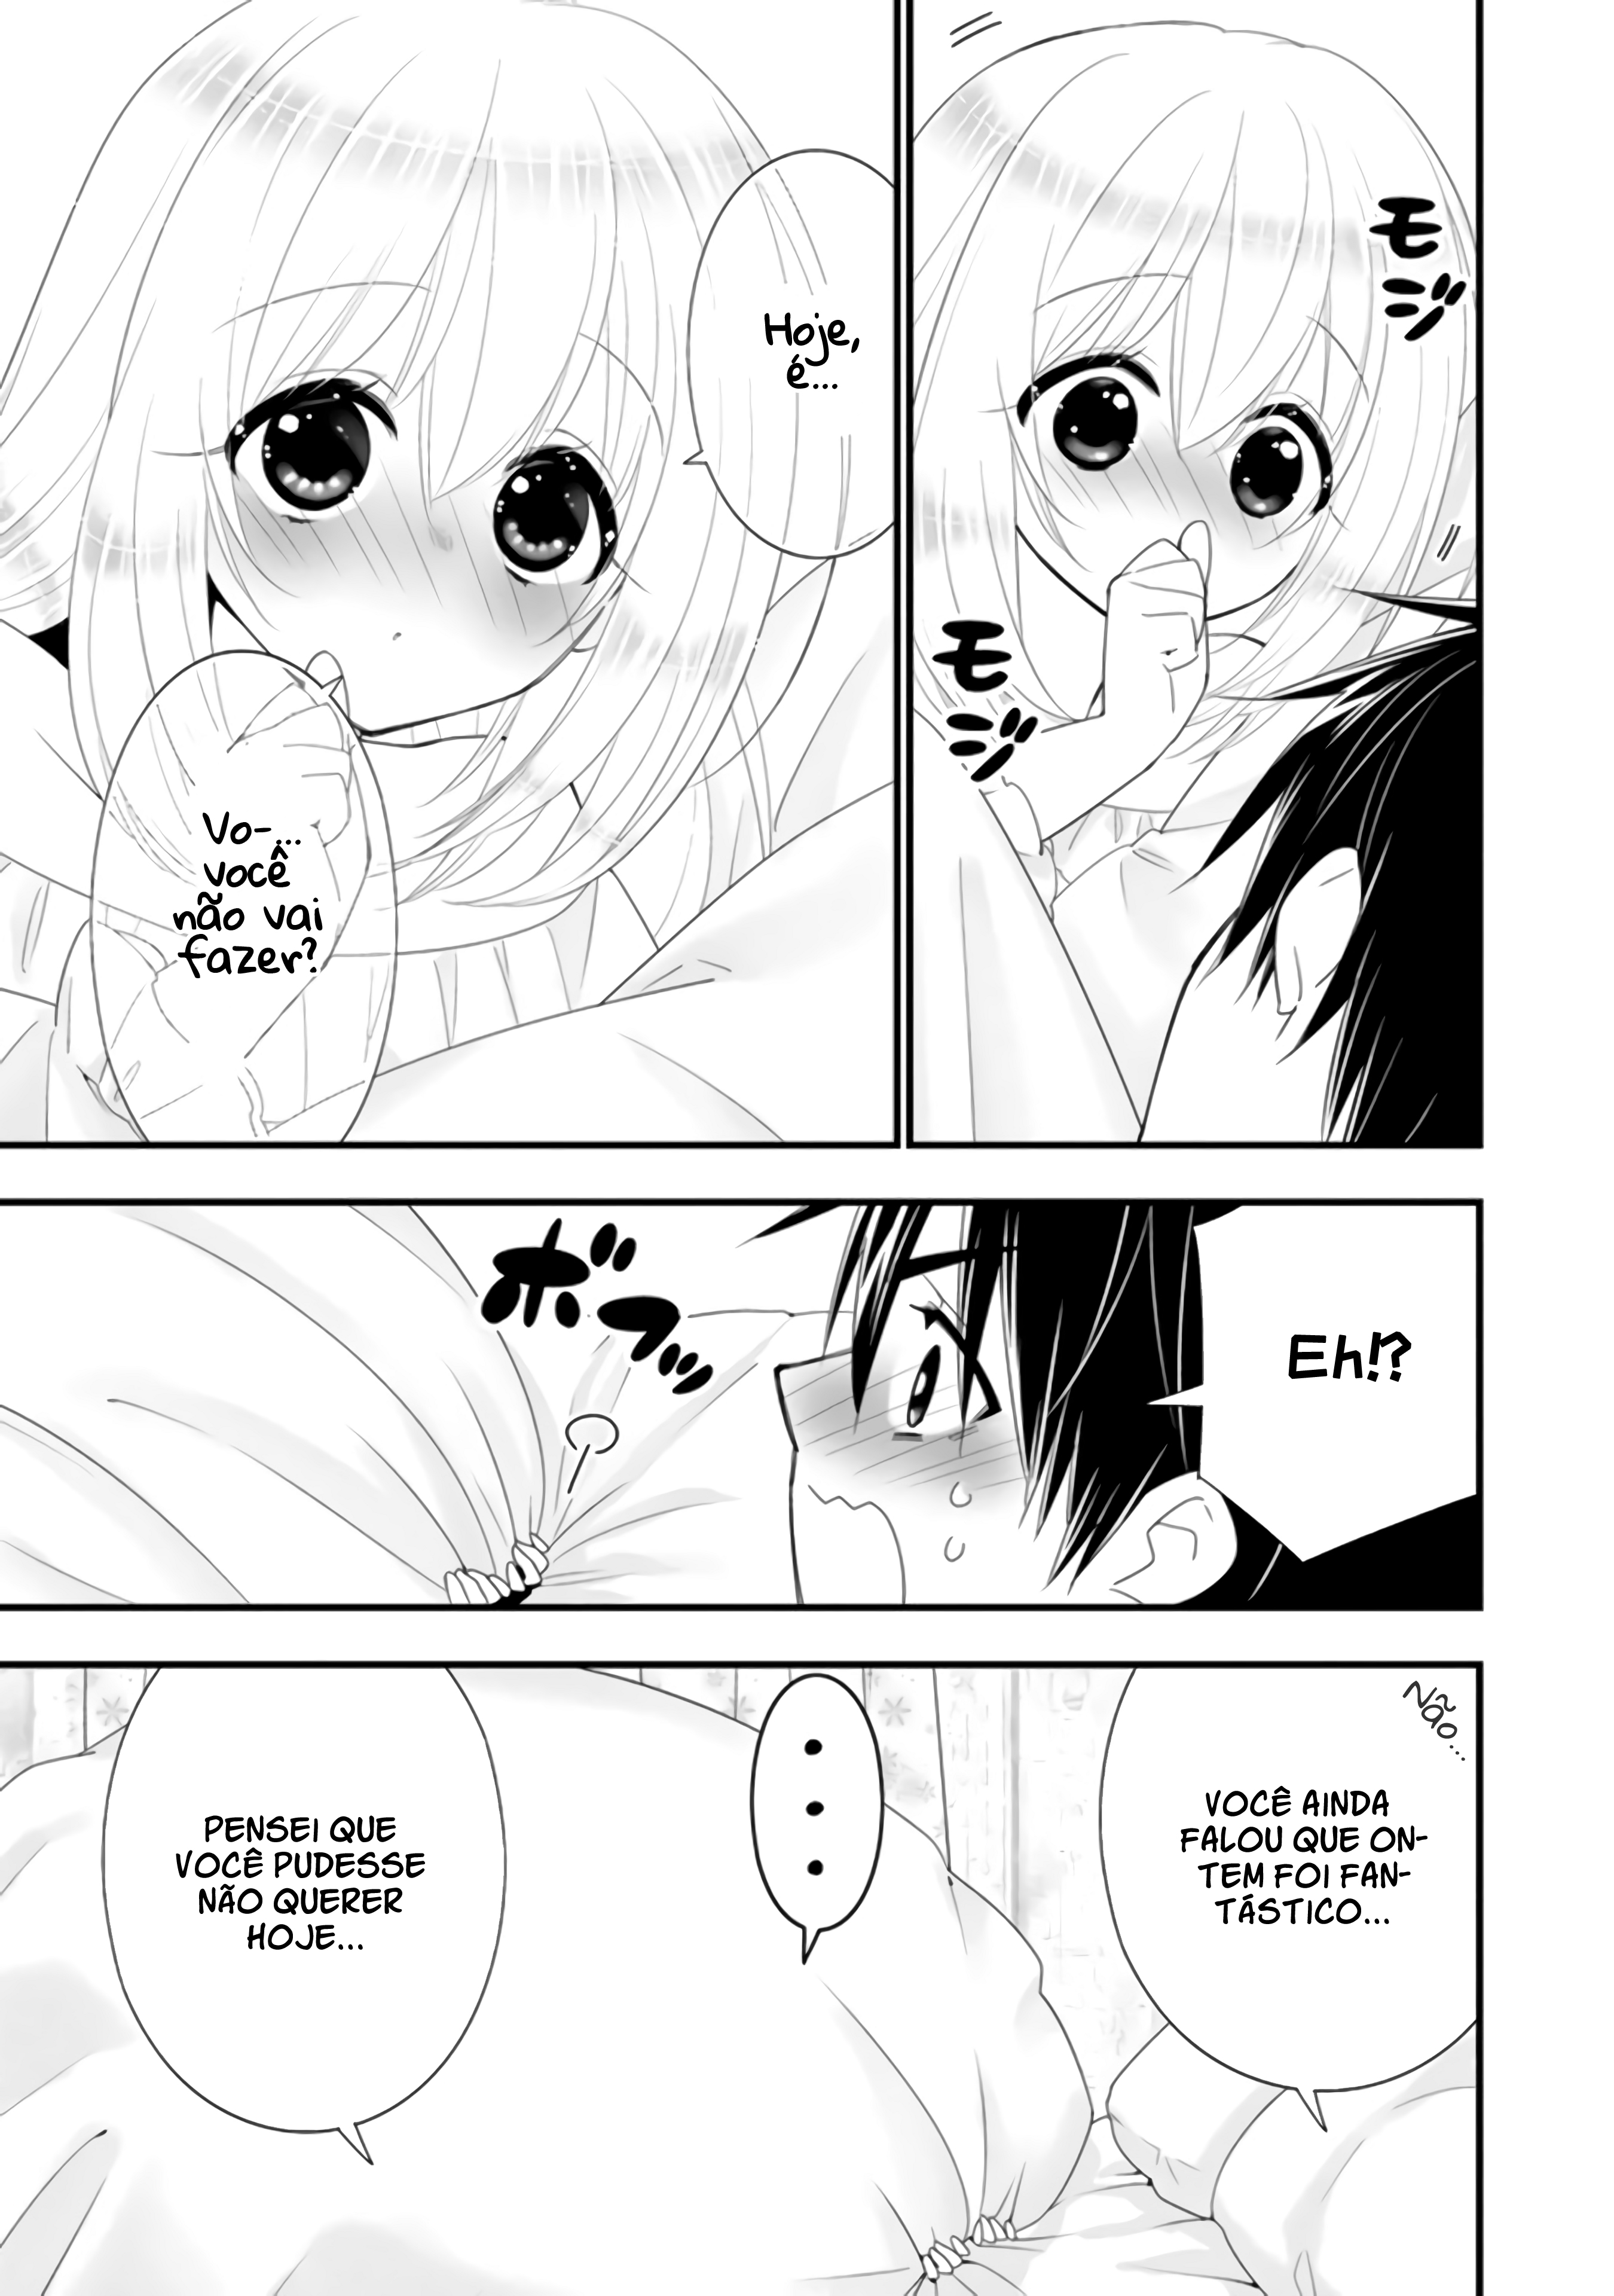 モジ
モジ
Hoje,
é...
Vo-...
você
não vai
fazer?
Eh!?
ボフッ
Não...
VOCÊ AINDA
FALOU QUE ON-
TEM FOI FAN-
TÁSTICO...
...
PENSEI QUE
VOCÊ PUDESSE
NÃO QUERER
HOJE...